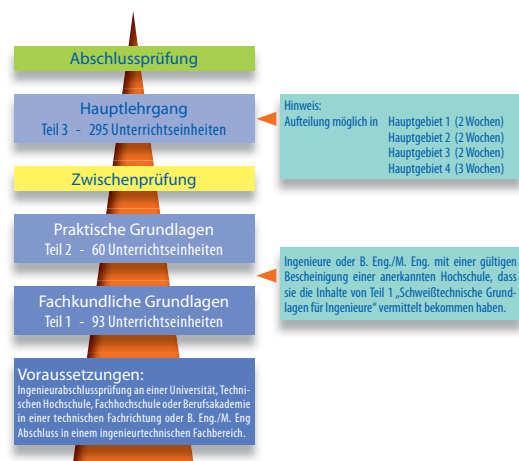 Abschlussprüfung
Hauptlehrgang
Teil 3 - 295 Unterrichtseinheiten
Hinweis:
Aufteilung möglich in Hauptgebiet 1 (2 Wochen)
Hauptgebiet 2 (2 Wochen)
Hauptgebiet 3 (2 Wochen)
Hauptgebiet 4 (3 Wochen)
Zwischenprüfung
Praktische Grundlagen
Teil 2 - 60 Unterrichtseinheiten
Ingenieure oder B. Eng./M. Eng. mit einer gültigen
Bescheinigung einer anerkannten Hochschule, dass
sie die Inhalte von Teil 1 „Schweißtechnische Grund-
lagen für Ingenieure“ vermittelt bekommen haben.
Fachkundliche Grundlagen
Teil 1 - 93 Unterrichtseinheiten
Voraussetzungen:
Ingenieurabschlussprüfung an einer Universität, Techni-
schen Hochschule, Fachhochschule oder Berufsakademie
in einer technischen Fachrichtung oder B. Eng./M. Eng
Abschluss in einem ingenieurtechnischen Fachbereich.